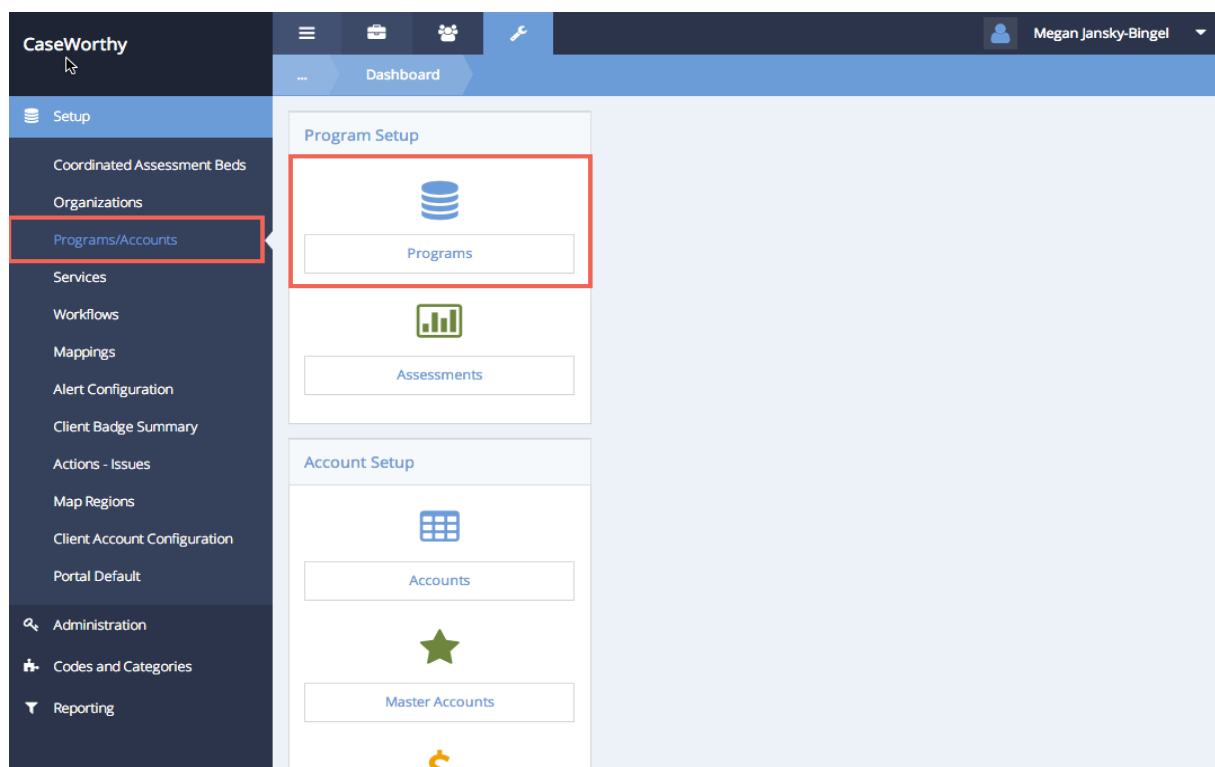 CaseWorthy
Megan Jansky-Bingel
...
Dashboard
Setup
Coordinated Assessment Beds
Organizations
Programs/Accounts
Services
Workflows
Mappings
Alert Configuration
Client Badge Summary
Actions - Issues
Map Regions
Client Account Configuration
Portal Default
Administration
Codes and Categories
Reporting
Program Setup
Programs
Assessments
Account Setup
Accounts
Master Accounts